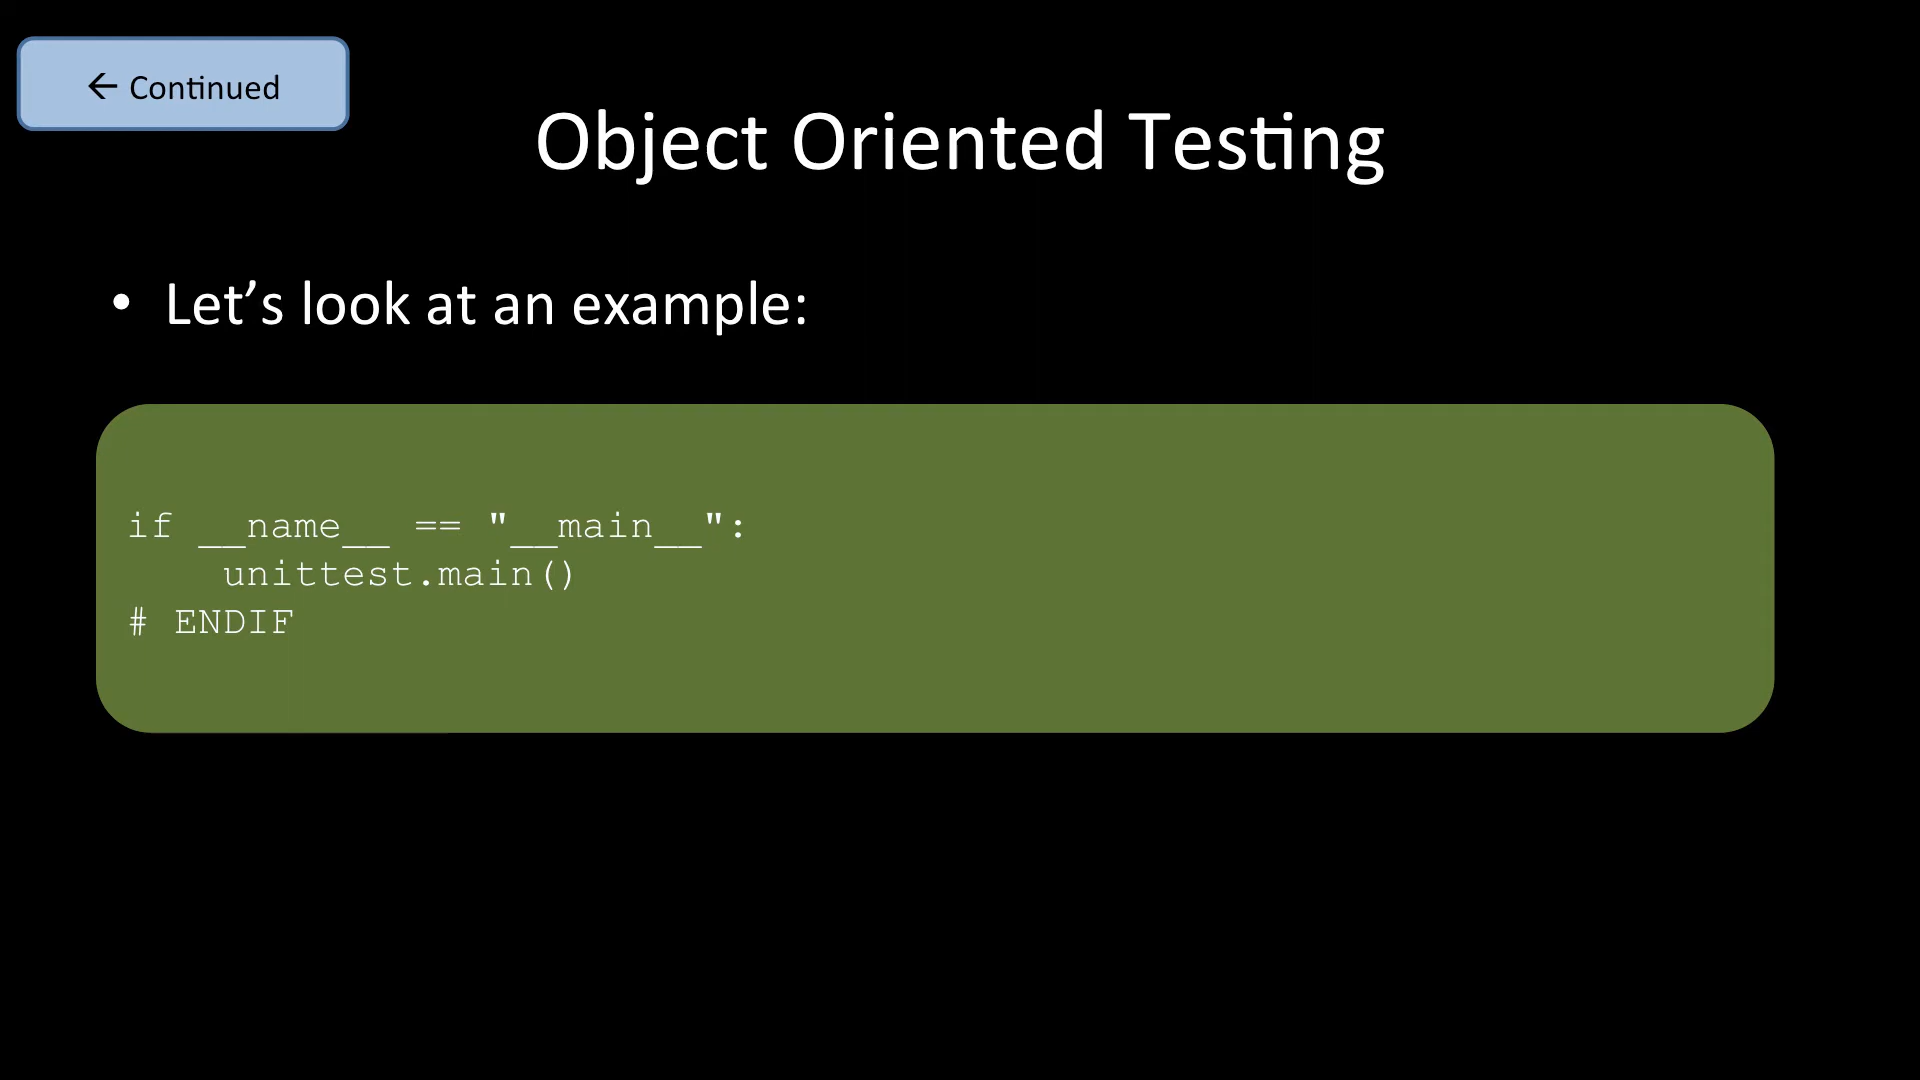 ← Continued
Object Oriented Testing
• Let’s look at an example:
if __name__ == "__main__":
    unittest.main()
# ENDIF